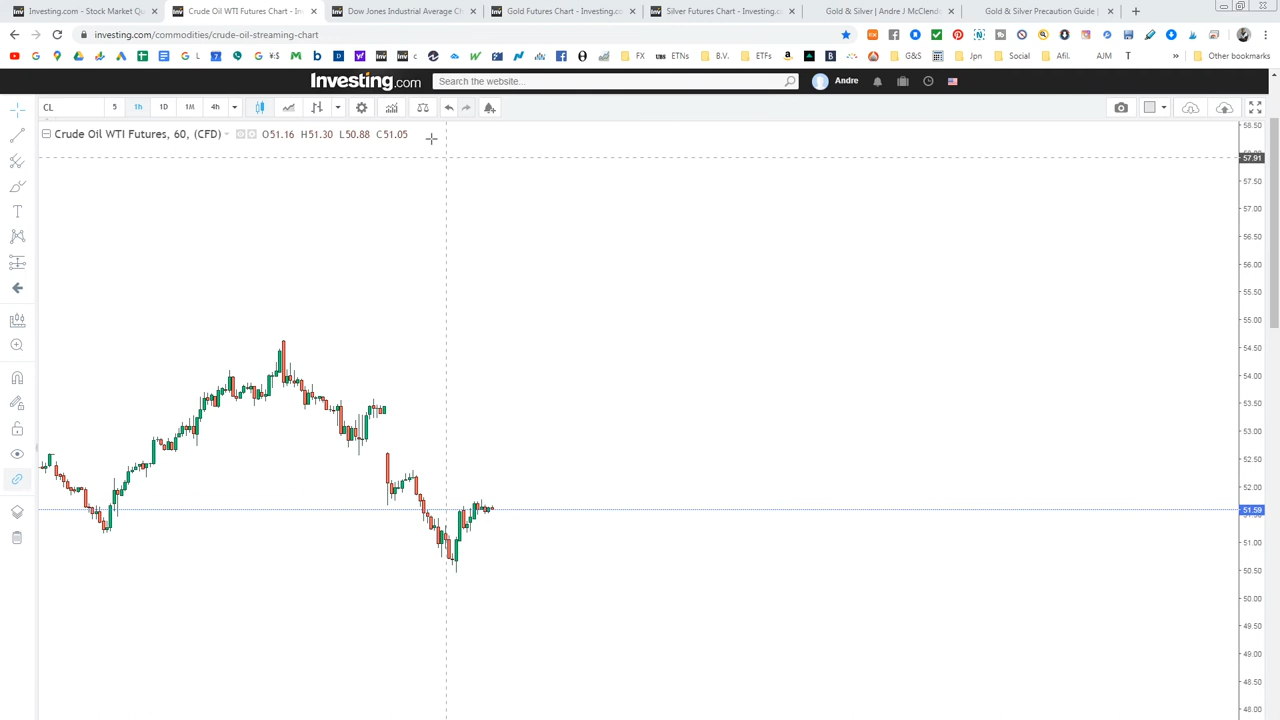 Investing.com - Stock Market Qu
Crude Oil WTI Futures Chart - In
Dow Jones Industrial Average Ch
Gold Futures Chart - Investing.co
Silver Futures Chart - Investing.c
Gold & Silver | Andre J McClend
Gold & Silver Precaution Guide |
investing.com/commodities/crude-oil-streaming-chart
FX
ETNs
B.V.
ETFs
G&S
Jpn
Social
Afil.
AJM
T
»
Other bookmarks
Investing.com
Search the website...
Andre
CL
5
1h
1D
1M
4h
Crude Oil WTI Futures, 60, (CFD)
O51.16 H51.30 L50.88 C51.05
58.50
57.91
57.50
57.00
56.50
56.00
55.50
55.00
54.50
54.00
53.50
53.00
52.50
52.00
51.59
51.00
50.50
50.00
49.50
49.00
48.50
48.00